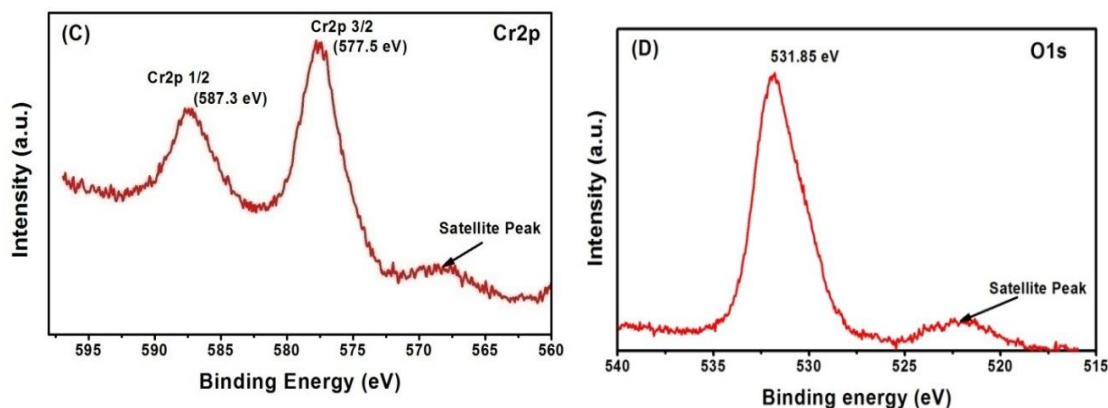 (C)
Cr2p 3/2
(577.5 eV)
Cr2p
Cr2p 1/2
(587.3 eV)
Satellite Peak
Intensity (a.u.)
595 590 585 580 575 570 565 560
Binding Energy (eV)
(D)
531.85 eV
O1s
Satellite Peak
Intensity (a.u.)
540 535 530 525 520 515
Binding energy (eV)